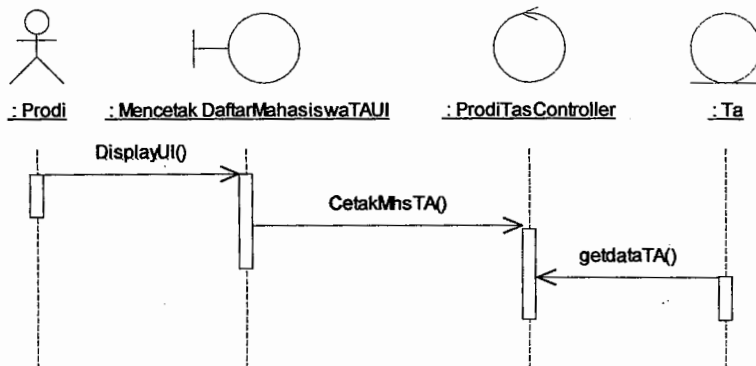 : Prodi
: Mencetak DaftarMahasiswaTAUI
: ProdiTasController
: Ta
DisplayUI()
CetakMhsTA()
getdataTA()